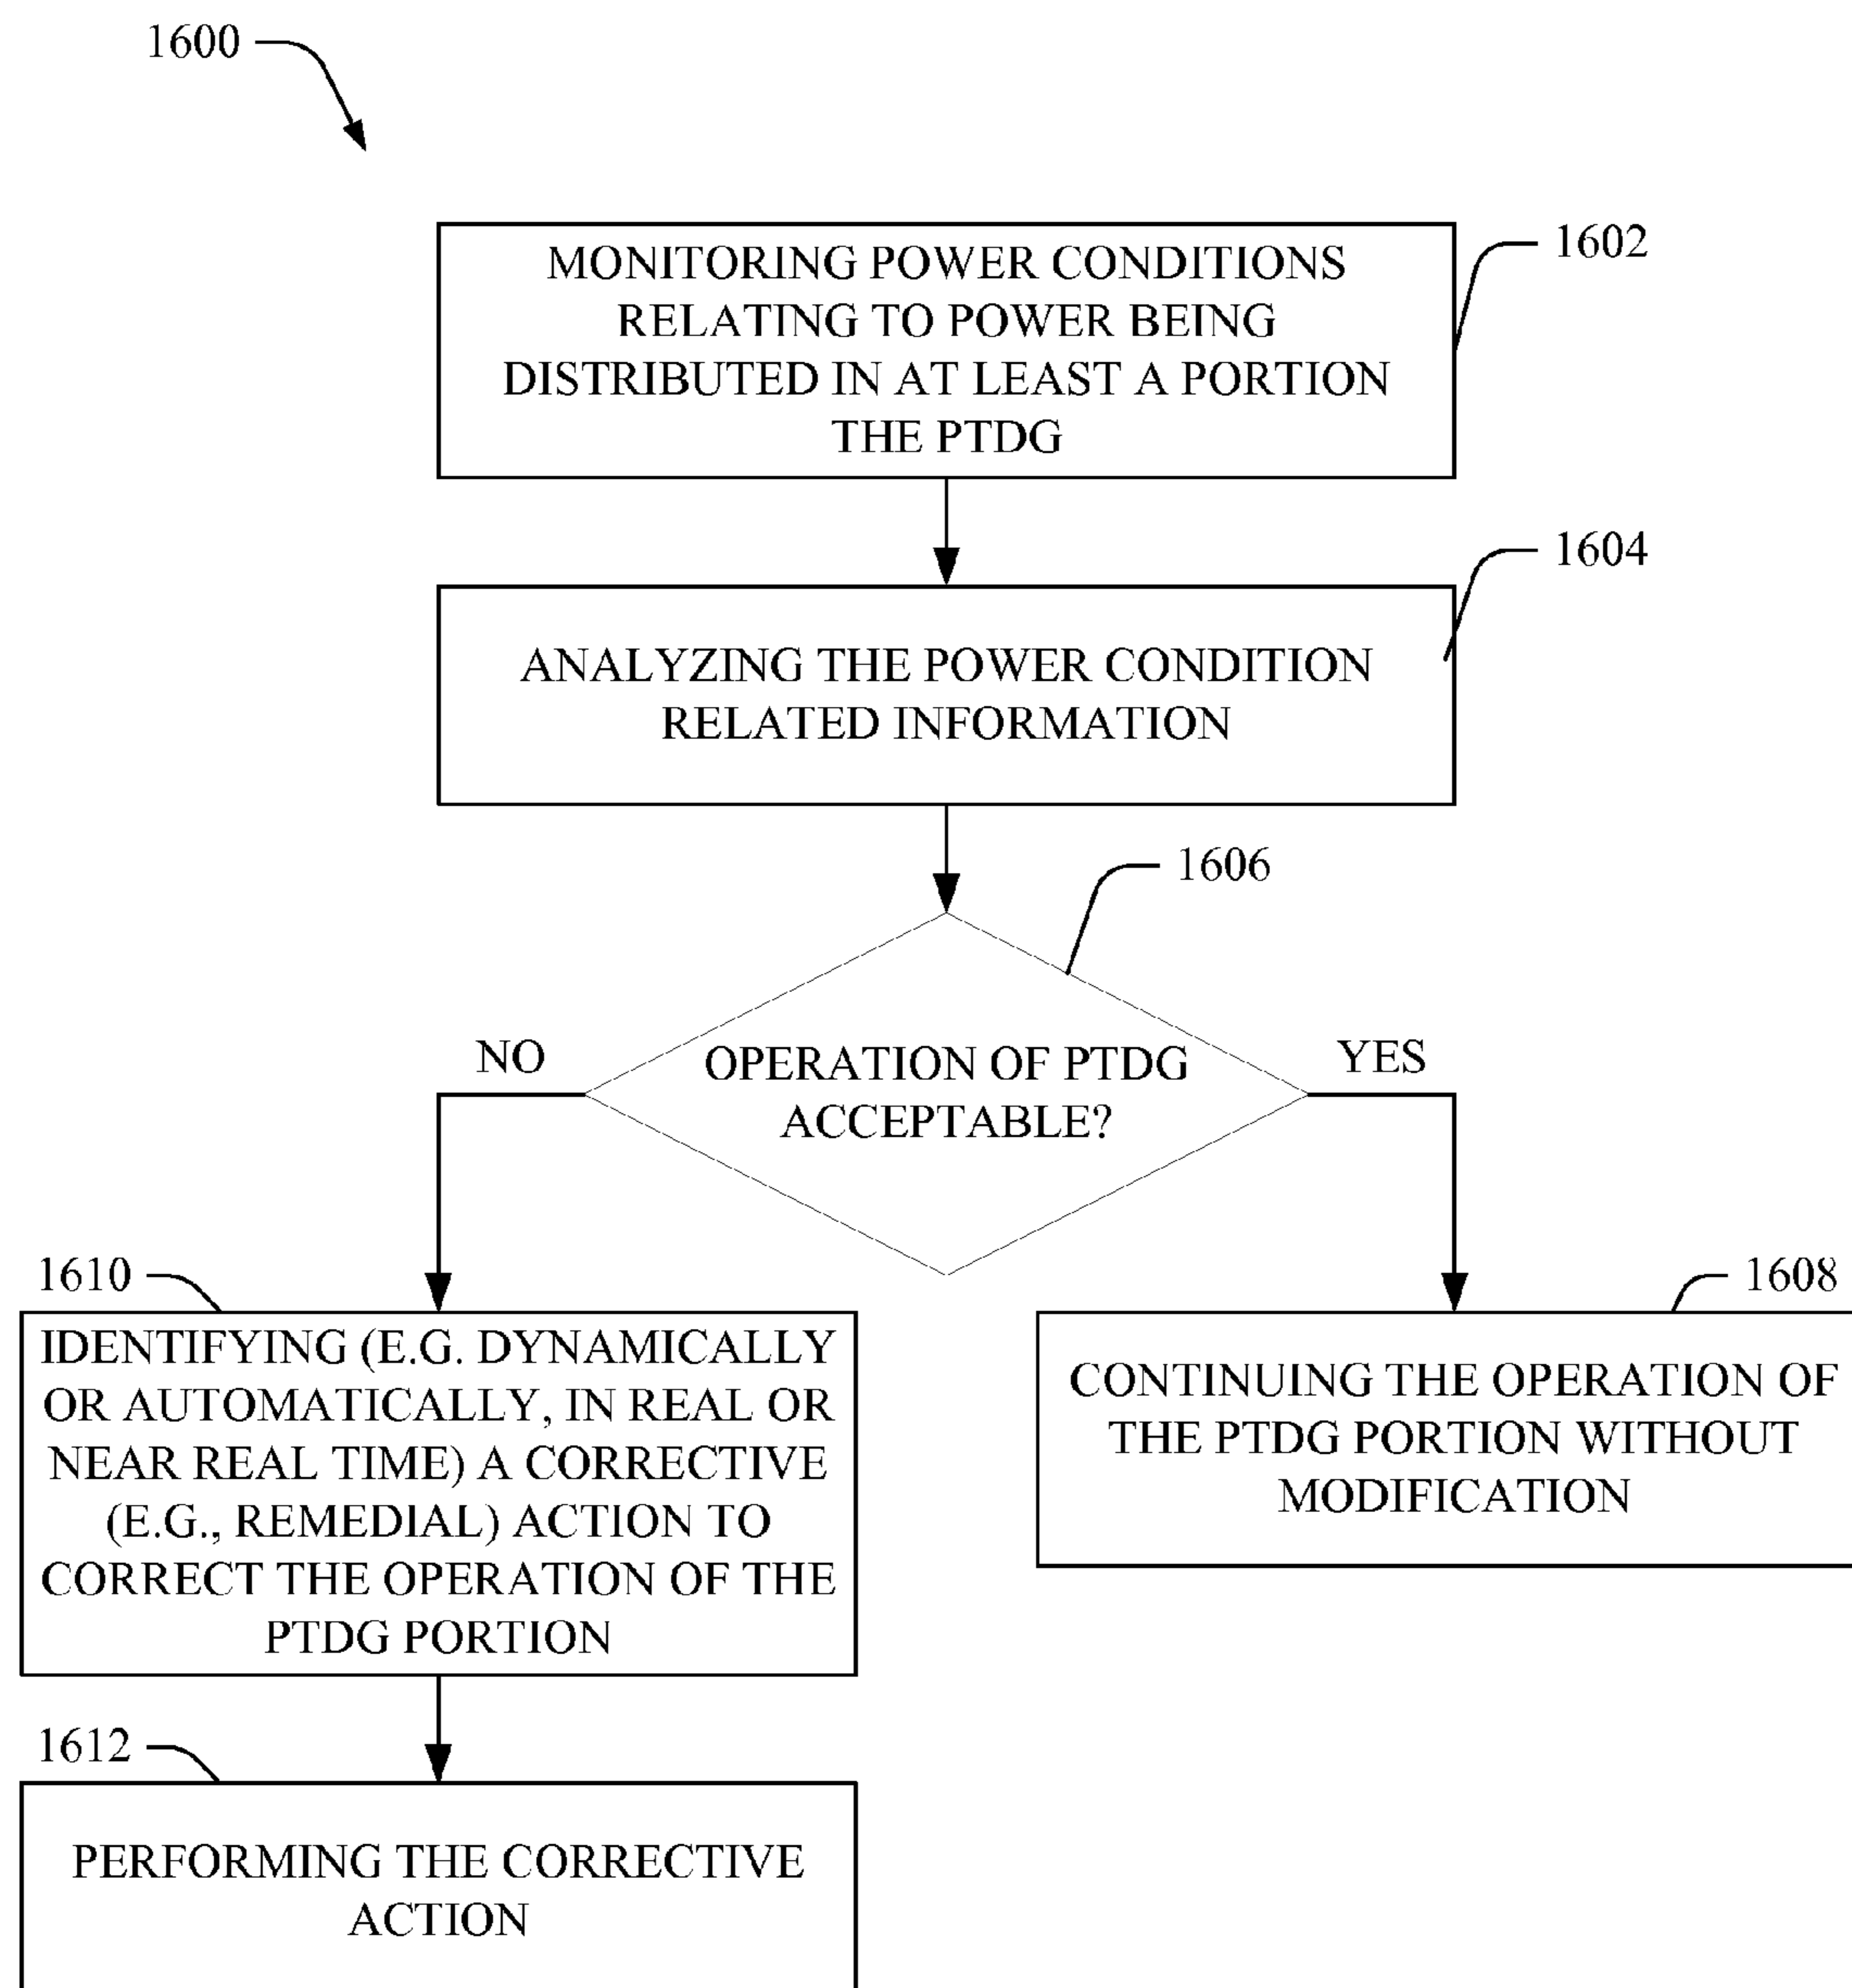 1600
MONITORING POWER CONDITIONS
RELATING TO POWER BEING
DISTRIBUTED IN AT LEAST A PORTION
THE PTDG
1602
ANALYZING THE POWER CONDITION
RELATED INFORMATION
1604
1606
OPERATION OF PTDG
ACCEPTABLE?
NO
YES
1610
IDENTIFYING (E.G. DYNAMICALLY
OR AUTOMATICALLY, IN REAL OR
NEAR REAL TIME) A CORRECTIVE
(E.G., REMEDIAL) ACTION TO
CORRECT THE OPERATION OF THE
PTDG PORTION
1608
CONTINUING THE OPERATION OF
THE PTDG PORTION WITHOUT
MODIFICATION
1612
PERFORMING THE CORRECTIVE
ACTION